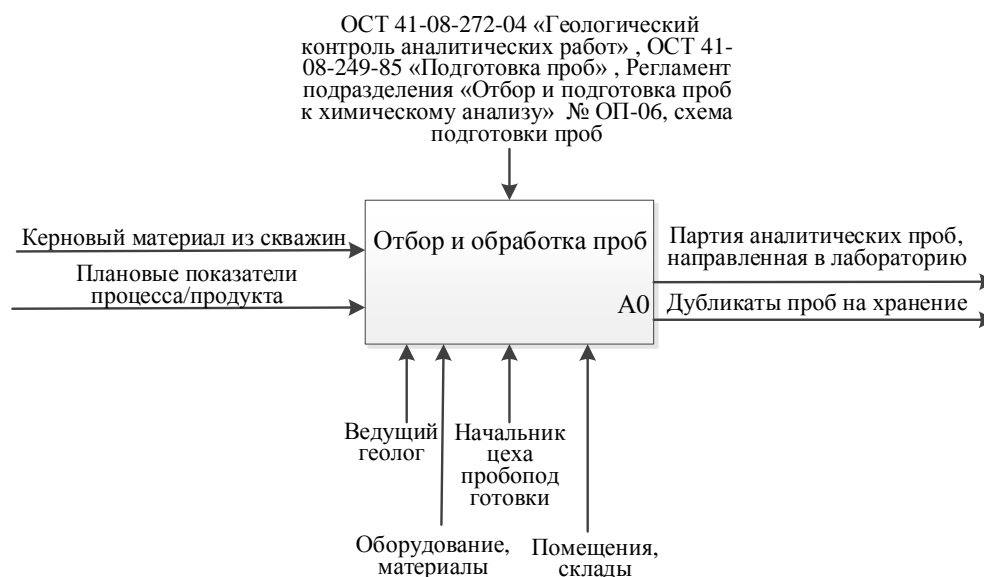 ОСТ 41-08-272-04 «Геологический
контроль аналитических работ» , ОСТ 41-
08-249-85 «Подготовка проб» , Регламент
подразделения «Отбор и подготовка проб
к химическому анализу» № ОП-06, схема
подготовки проб
Керновый материал из скважин
Плановые показатели
процесса/продукта
Отбор и обработка проб
A0
Партия аналитических проб,
направленная в лабораторию
Дубликаты проб на хранение
Ведущий
геолог
Начальник
цеха
пробопод
готовки
Оборудование,
материалы
Помещения,
склады